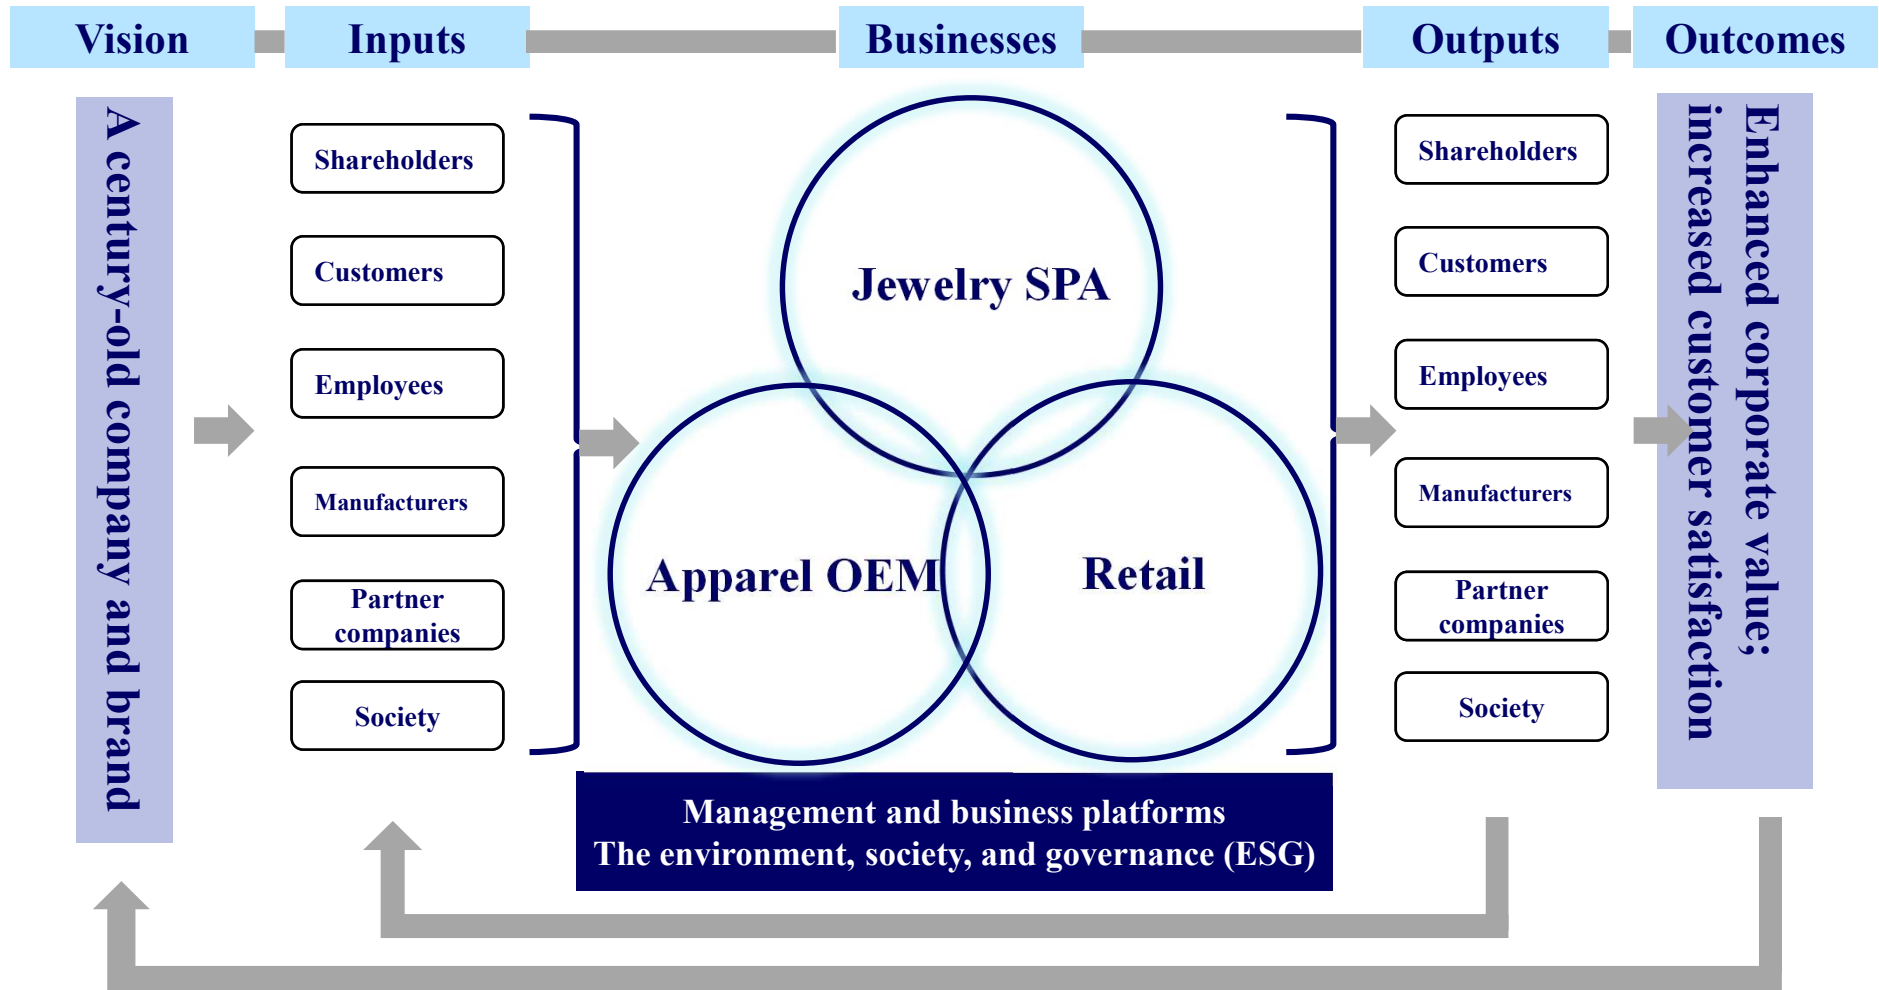 Vision
Inputs
Businesses
Outputs
Outcomes
A century-old company and brand
Shareholders
Customers
Employees
Manufacturers
Partner
companies
Society
Jewelry SPA
Apparel OEM
Retail
Management and business platforms
The environment, society, and governance (ESG)
Shareholders
Customers
Employees
Manufacturers
Partner
companies
Society
Enhanced corporate value;
increased customer satisfaction